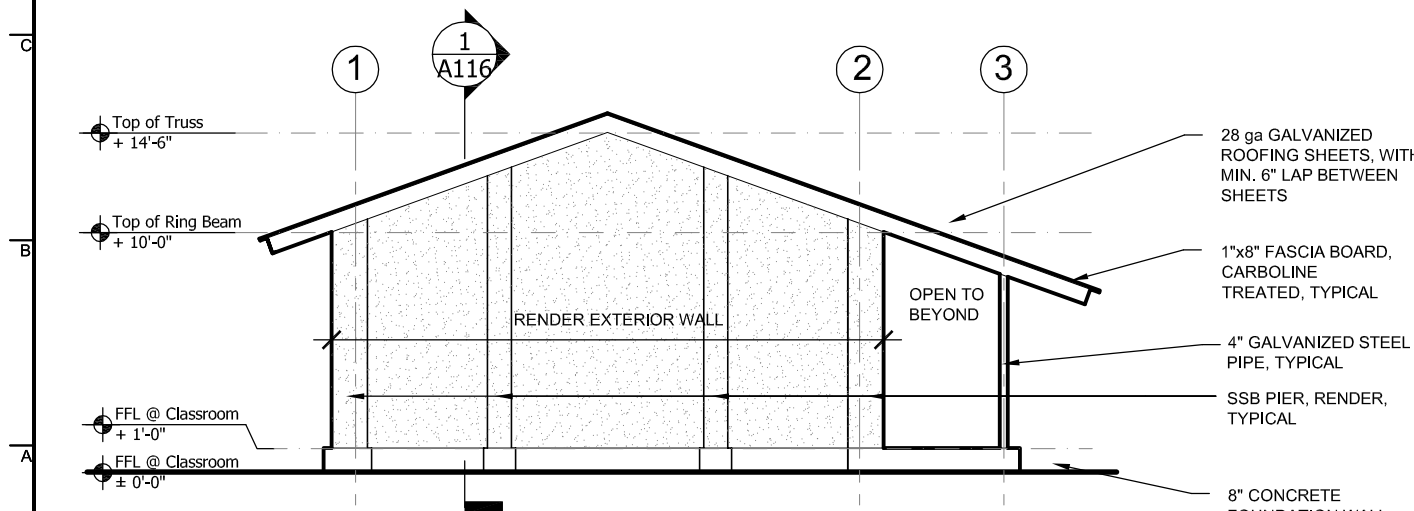 C
1
A116
1
2
3
Top of Truss
+ 14'-6"
28 ga GALVANIZED
ROOFING SHEETS, WITH
MIN. 6" LAP BETWEEN
SHEETS
Top of Ring Beam
+ 10'-0"
B
1"x8" FASCIA BOARD,
CARBOLINE
TREATED, TYPICAL
OPEN TO
BEYOND
RENDER EXTERIOR WALL
4" GALVANIZED STEEL
PIPE, TYPICAL
SSB PIER, RENDER,
TYPICAL
FFL @ Classroom
+ 1'-0"
A
FFL @ Classroom
± 0'-0"
8" CONCRETE
FOUNDATION WALL